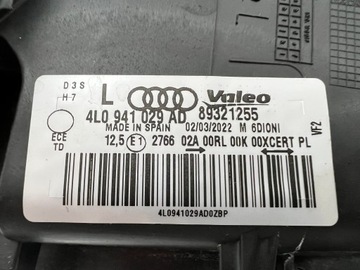 D3S
H7
L Valeo
4L0 941 029 AD 89321255
MADE IN SPAIN 02/03/2022 M 6DIONI
ECE
TD
12,5 E1 2766 02A 00RL 00K 00XCERT PL
VF2
4L0941029AD0ZBP